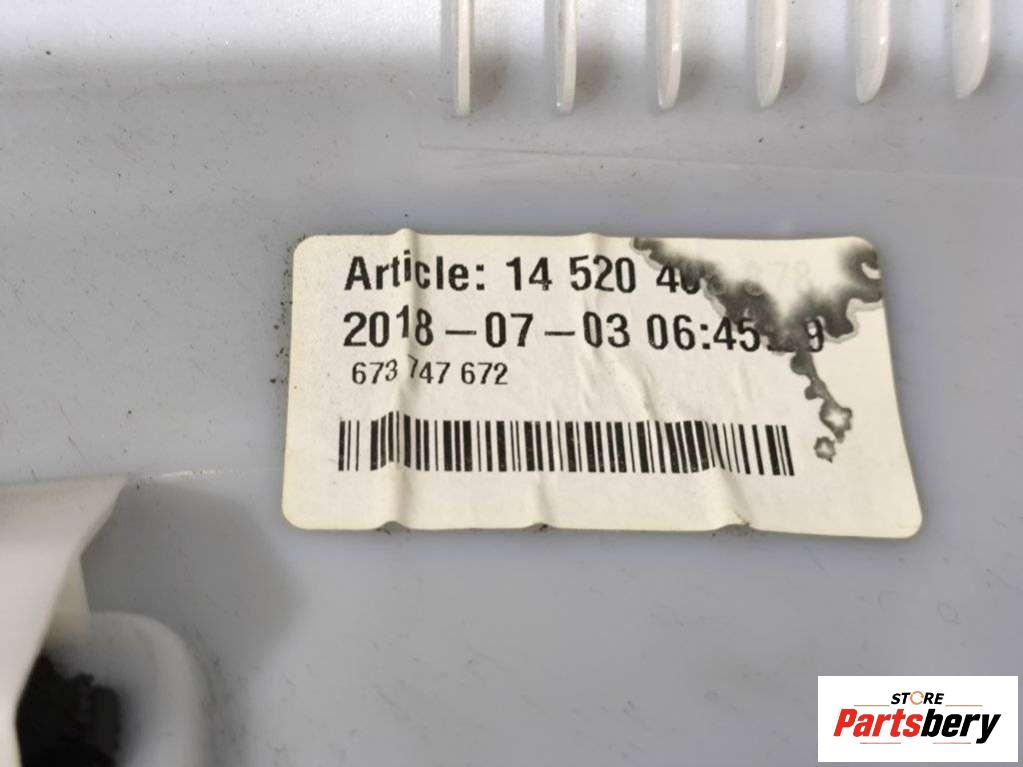 Article: 14 520
2018-07-03
673 747 672
STORE
Partsbery